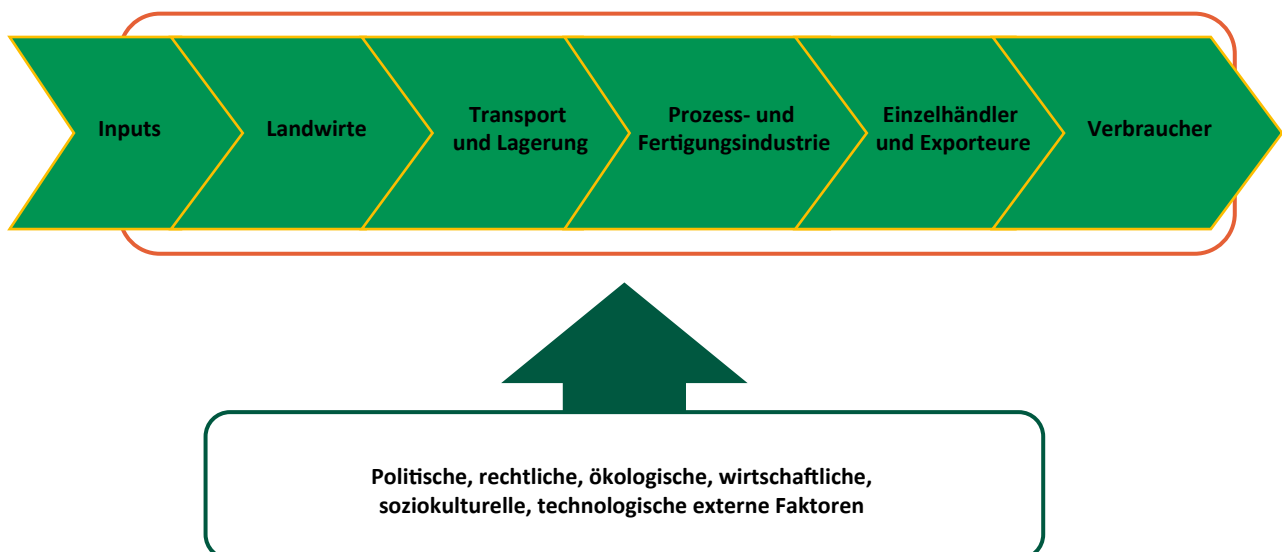 Inputs
Landwirte
Transport
und Lagerung
Prozess- und
Fertigungsindustrie
Einzelhändler
und Exporteure
Verbraucher
Politische, rechtliche, ökologische, wirtschaftliche,
soziokulturelle, technologische externe Faktoren